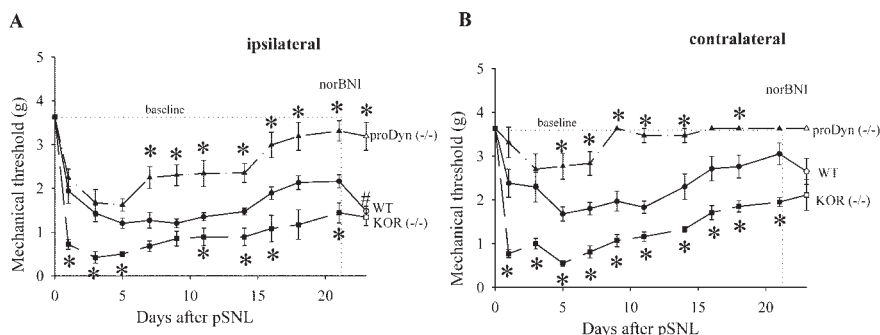 A
ipsilateral
norBNI
baseline
Mechanical threshold (g)
5
4
3
2
1
0
* * * * * * * *
proDyn (-/-)
#
WT
KOR (-/-)
* * * * * * *
0 5 10 15 20
Days after pSNL
B
contralateral
norBNI
baseline
Mechanical threshold (g)
5
4
3
2
1
0
* * * * * *
proDyn (-/-)
WT
KOR (-/-)
* * * * * * * * * *
0 5 10 15 20
Days after pSNL